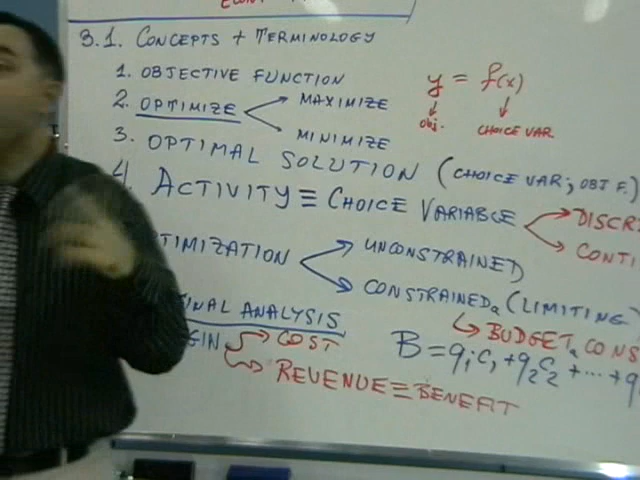 3.1. CONCEPTS + TERMINOLOGY
1. OBJECTIVE FUNCTION
y = f(x)
2. OPTIMIZE
MAXIMIZE
MINIMIZE
obj.
CHOICE VAR
3. OPTIMAL SOLUTION (CHOICE VAR; OBJ F.)
4. ACTIVITY ≡ CHOICE VARIABLE
DISCR
CONTI
TIMIZATION
UNCONSTRAINED
CONSTRAINED (LIMITING
INAL ANALYSIS
BUDGET CONS
GIN
COST
B = q₁c₁ + q₂c₂ + ... + q
REVENUE ≡ BENEFIT